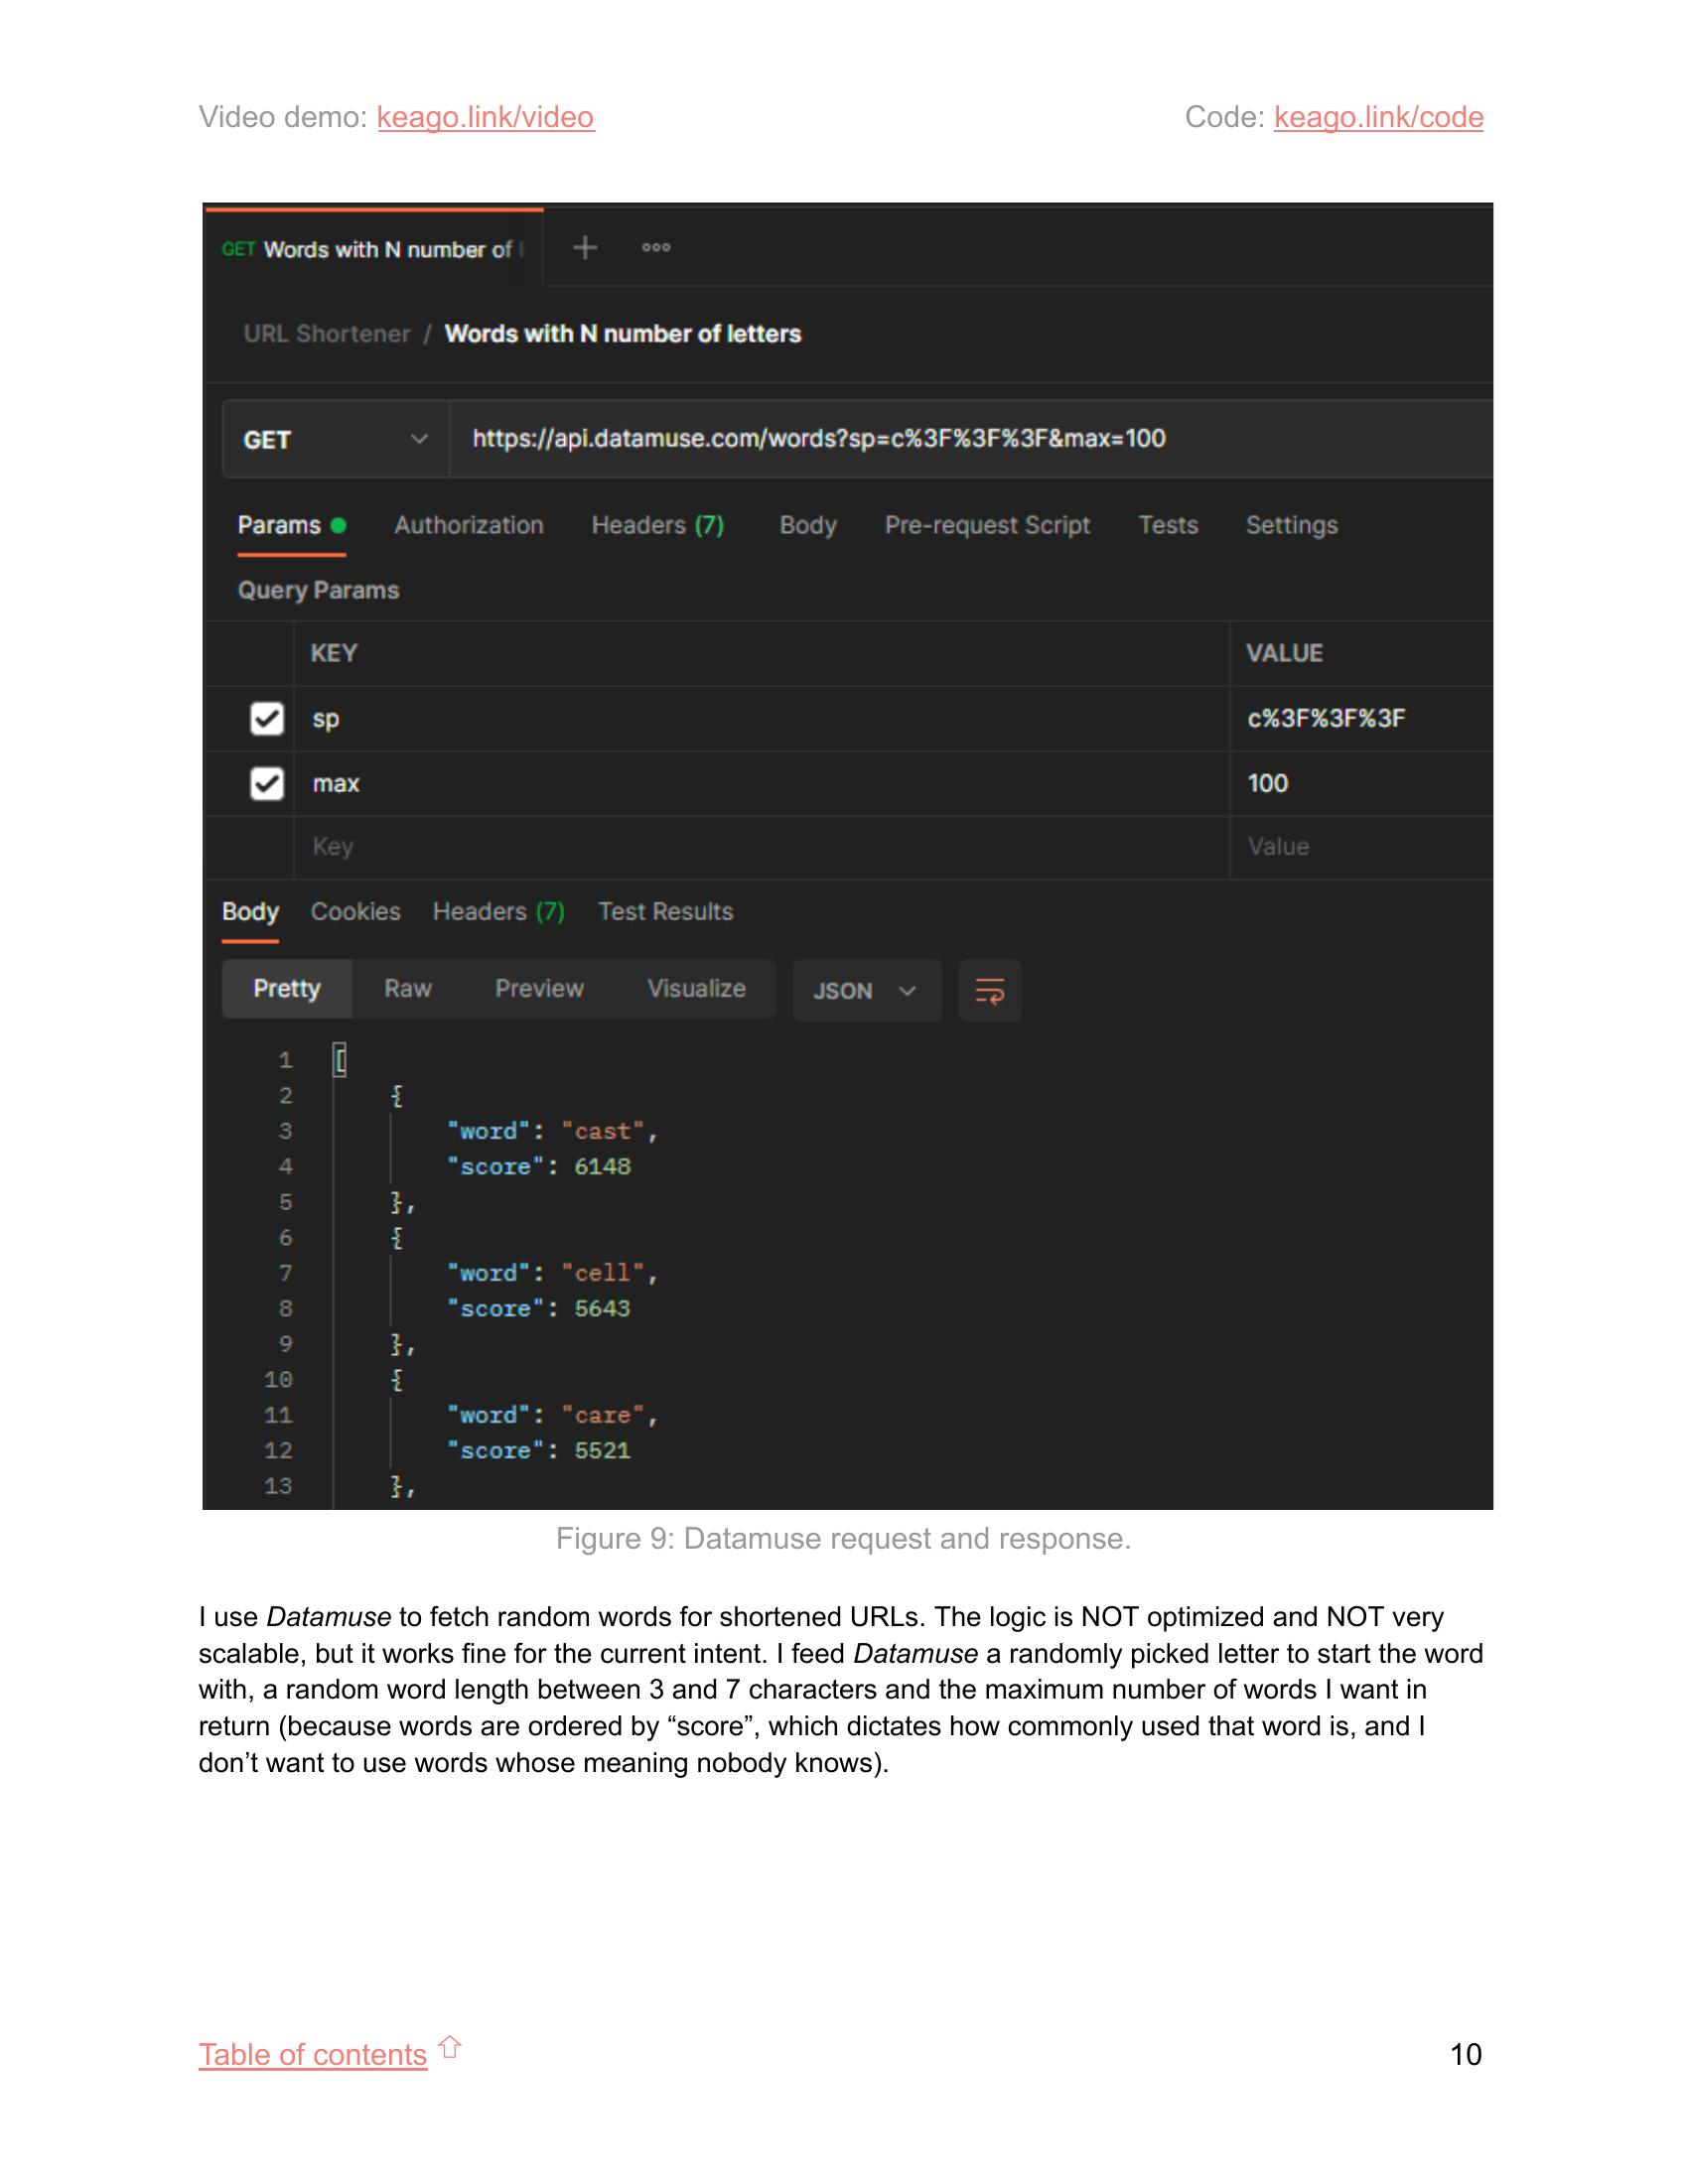 Video demo: keago.link/video Code: keago.link/code
GET Words with N number of
URL Shortener / Words with N number of letters
GET https://api.datamuse.com/words?sp=c%3F%3F%3F&max=100
Params Authorization Headers (7) Body Pre-request Script Tests Settings
Query Params
KEY VALUE
sp c%3F%3F%3F
max 100
Key Value
Body Cookies Headers (7) Test Results
Pretty Raw Preview Visualize JSON
1 [
2 {
3 "word": "cast",
4 "score": 6148
5 },
6 {
7 "word": "cell",
8 "score": 5643
9 },
10 {
11 "word": "care",
12 "score": 5521
13 },
Figure 9: Datamuse request and response.
I use Datamuse to fetch random words for shortened URLs. The logic is NOT optimized and NOT very
scalable, but it works fine for the current intent. I feed Datamuse a randomly picked letter to start the word
with, a random word length between 3 and 7 characters and the maximum number of words I want in
return (because words are ordered by “score”, which dictates how commonly used that word is, and I
don’t want to use words whose meaning nobody knows).
Table of contents ⇧ 10